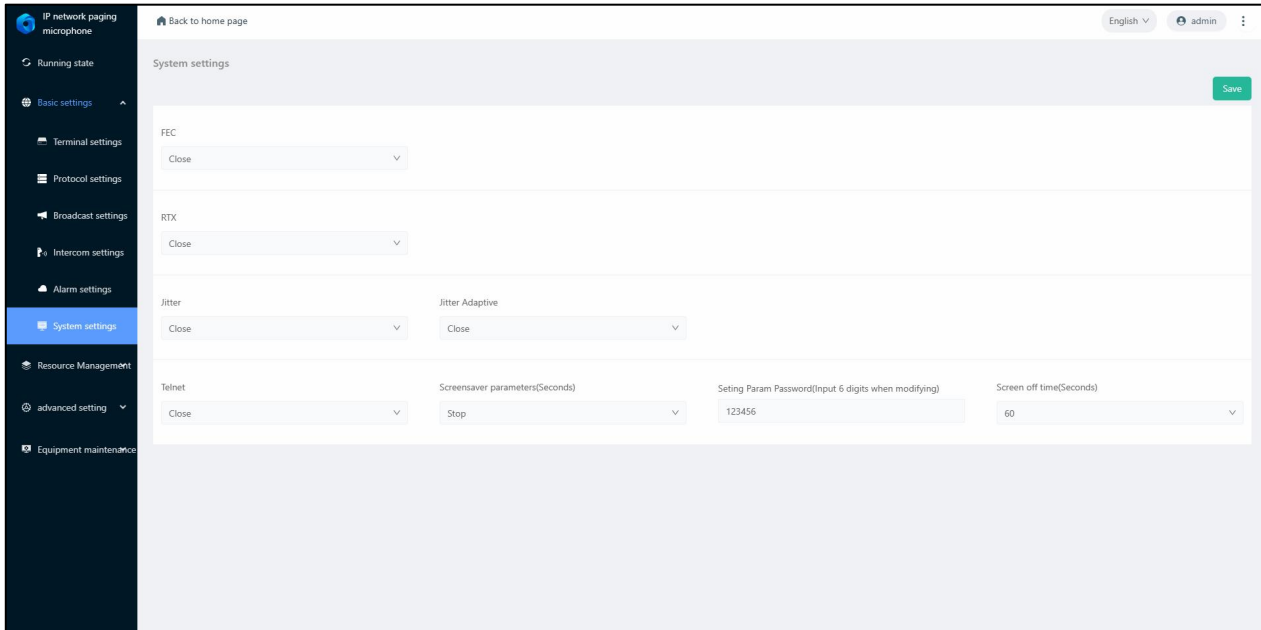 IP network paging
microphone
Back to home page
English
admin
Running state
System settings
Save
Basic settings
FEC
Close
Terminal settings
Protocol settings
Broadcast settings
RTX
Close
Intercom settings
Alarm settings
Jitter
Jitter Adaptive
Close
Close
System settings
Resource Management
Telnet
Screensaver parameters(Seconds)
Seting Param Password(Input 6 digits when modifying)
Screen off time(Seconds)
Close
Stop
123456
60
advanced setting
Equipment maintenance